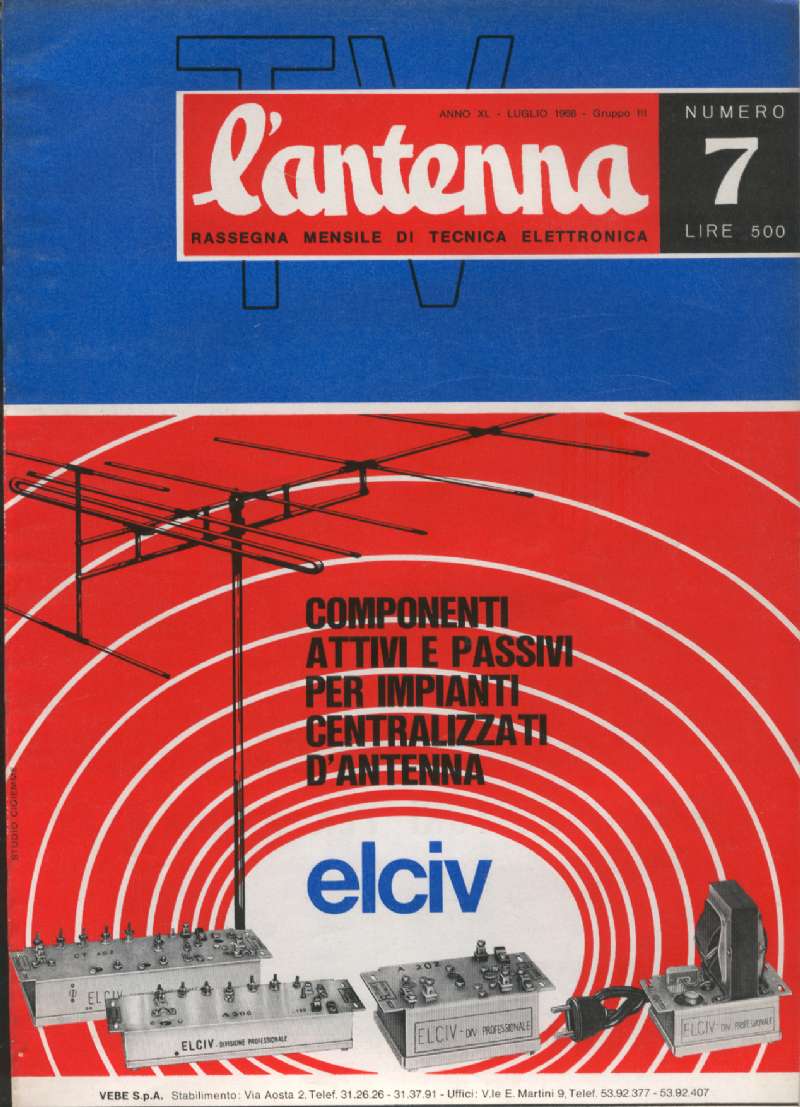 TV
ANNO XL - LUGLIO 1968 - Gruppo III
l'antenna
RASSEGNA MENSILE DI TECNICA ELETTRONICA
NUMERO
7
LIRE 500
COMPONENTI
ATTIVI E PASSIVI
PER IMPIANTI
CENTRALIZZATI
D'ANTENNA
elciv
ELCIV
ELCIV - DIVISIONE PROFESSIONALE
A 202
ELCIV - DIV PROFESSIONALE
ELCIV - DIV PROFESSIONALE
VEBE S.p.A. Stabilimento: Via Aosta 2, Telef. 31.26.26 - 31.37.91 - Uffici: V.le E. Martini 9, Telef. 53.92.377 - 53.92.407